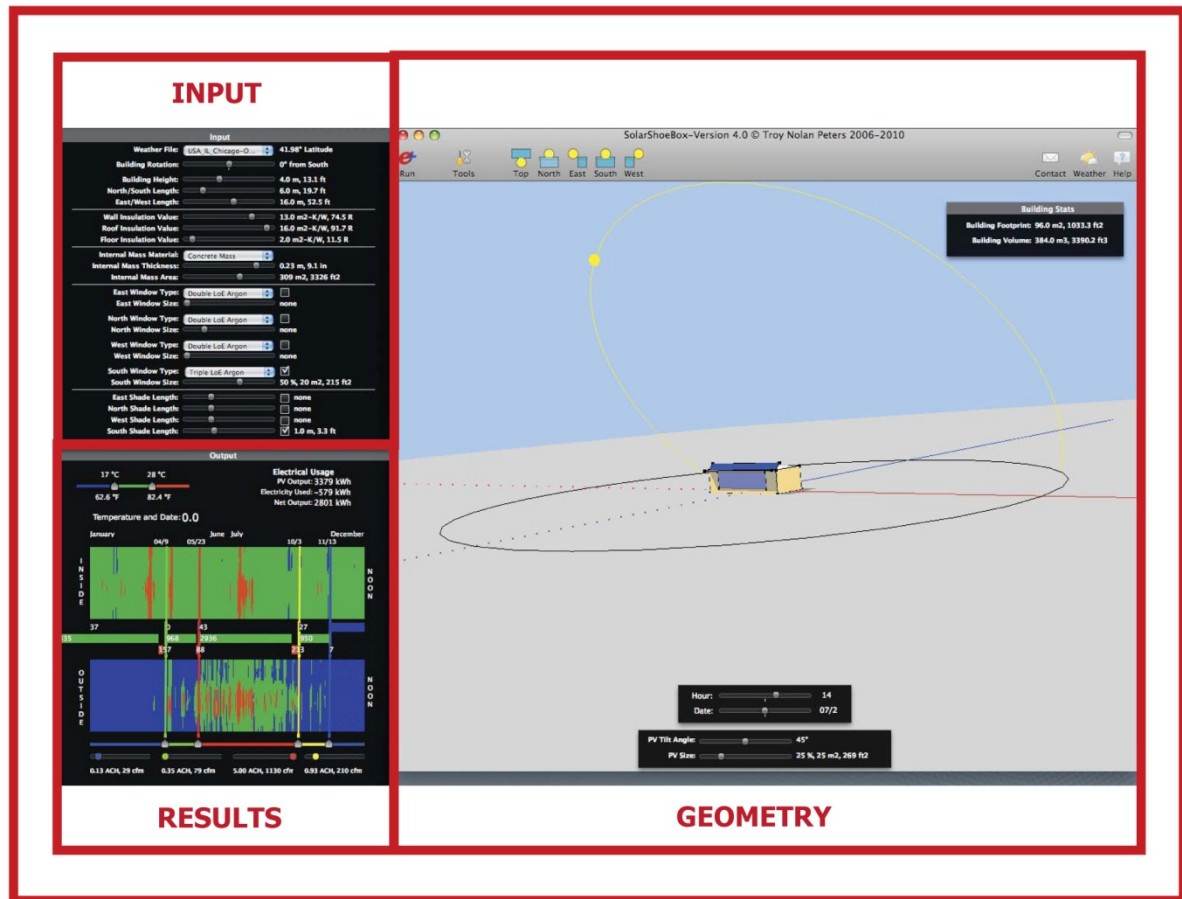 INPUT
Input
Weather File: USA_IL_Chicago-O... 41.98° Latitude
Building Rotation: 0° from South
Building Height: 4.0 m, 13.1 ft
North/South Length: 6.0 m, 19.7 ft
East/West Length: 16.0 m, 52.5 ft
Wall Insulation Value: 13.0 m2-K/W, 74.5 R
Roof Insulation Value: 16.0 m2-K/W, 91.7 R
Floor Insulation Value: 2.0 m2-K/W, 11.5 R
Internal Mass Material: Concrete Mass
Internal Mass Thickness: 0.23 m, 9.1 in
Internal Mass Area: 309 m2, 3326 ft2
East Window Type: Double LoE Argon
East Window Size: none
North Window Type: Double LoE Argon
North Window Size: none
West Window Type: Double LoE Argon
West Window Size: none
South Window Type: Triple LoE Argon
South Window Size: 50 %, 20 m2, 215 ft2
East Shade Length: none
North Shade Length: none
West Shade Length: none
South Shade Length: 1.0 m, 3.3 ft
Output
17 °C 28 °C
62.6 °F 82.4 °F
Electrical Usage
PV Output: 3379 kWh
Electricity Used: -579 kWh
Net Output: 2801 kWh
Temperature and Date: 0.0
January June July December
04/9 05/23 10/3 11/13
INSIDE
NOON
37 0 43 27
968 2936 950
157 88 233 7
OUTSIDE
NOON
0.13 ACH, 29 cfm 0.35 ACH, 79 cfm 5.00 ACH, 1130 cfr 0.93 ACH, 210 cfm
RESULTS
SolarShoeBox-Version 4.0 © Troy Nolan Peters 2006-2010
Run Tools Top North East South West Contact Weather Help
Building Stats
Building Footprint: 96.0 m2, 1033.3 ft2
Building Volume: 384.0 m3, 3390.2 ft3
Hour: 14
Date: 07/2
PV Tilt Angle: 45°
PV Size: 25 %, 25 m2, 269 ft2
GEOMETRY